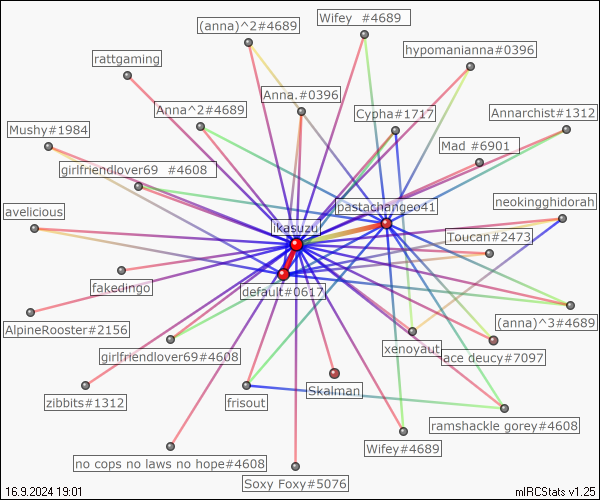 (anna)^2#4689
Wifey  #4689
rattgaming
hypomanianna#0396
Anna^2#4689
Anna.#0396
Cypha#1717
Annarchist#1312
Mushy#1984
Mad #6901
girlfriendlover69  #4608
avelicious
pastachangeo41
neokingghidorah
ikasuzu
Toucan#2473
fakedingo
default#0617
AlpineRooster#2156
(anna)^3#4689
girlfriendlover69#4608
xenoyaut
ace deucy#7097
zibbits#1312
frisout
Skalman
ramshackle gorey#4608
Wifey#4689
no cops no laws no hope#4608
Soxy Foxy#5076
16.9.2024 19:01
mIRCStats v1.25